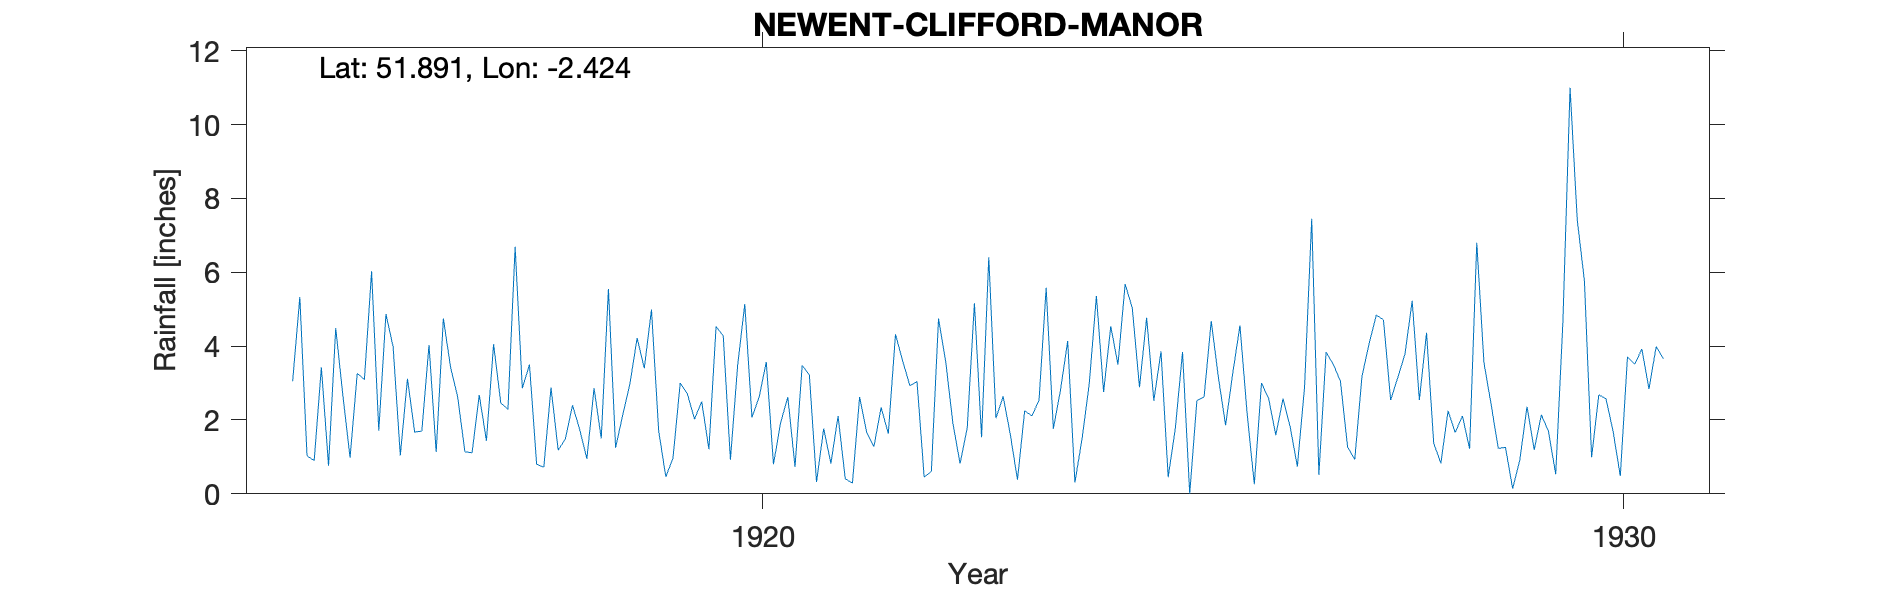 NEWENT-CLIFFORD-MANOR
Lat: 51.891, Lon: -2.424
12
10
8
6
4
2
0
Rainfall [inches]
1920
1930
Year